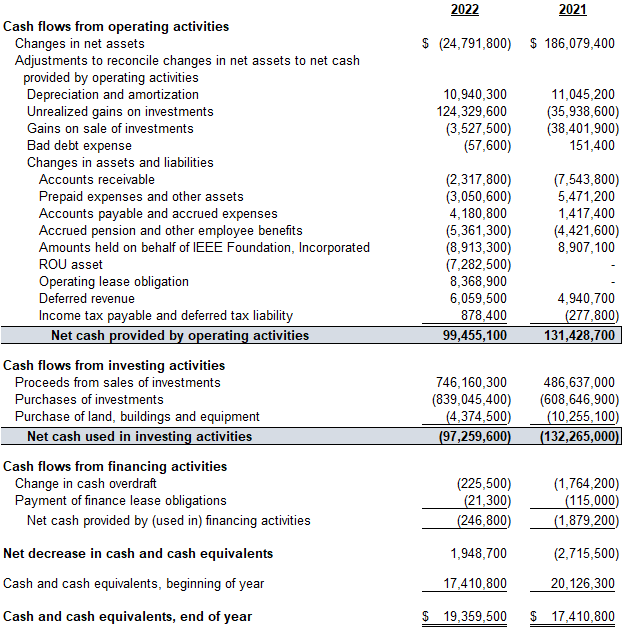 2022 2021
Cash flows from operating activities
Changes in net assets $ (24,791,800) $ 186,079,400
Adjustments to reconcile changes in net assets to net cash
provided by operating activities
Depreciation and amortization 10,940,300 11,045,200
Unrealized gains on investments 124,329,600 (35,938,600)
Gains on sale of investments (3,527,500) (38,401,900)
Bad debt expense (57,600) 151,400
Changes in assets and liabilities
Accounts receivable (2,317,800) (7,543,800)
Prepaid expenses and other assets (3,050,600) 5,471,200
Accounts payable and accrued expenses 4,180,800 1,417,400
Accrued pension and other employee benefits (5,361,300) (4,421,600)
Amounts held on behalf of IEEE Foundation, Incorporated (8,913,300) 8,907,100
ROU asset (7,282,500) -
Operating lease obligation 8,368,900 -
Deferred revenue 6,059,500 4,940,700
Income tax payable and deferred tax liability 878,400 (277,800)
Net cash provided by operating activities 99,455,100 131,428,700
Cash flows from investing activities
Proceeds from sales of investments 746,160,300 486,637,000
Purchases of investments (839,045,400) (608,646,900)
Purchase of land, buildings and equipment (4,374,500) (10,255,100)
Net cash used in investing activities (97,259,600) (132,265,000)
Cash flows from financing activities
Change in cash overdraft (225,500) (1,764,200)
Payment of finance lease obligations (21,300) (115,000)
Net cash provided by (used in) financing activities (246,800) (1,879,200)
Net decrease in cash and cash equivalents 1,948,700 (2,715,500)
Cash and cash equivalents, beginning of year 17,410,800 20,126,300
Cash and cash equivalents, end of year $ 19,359,500 $ 17,410,800